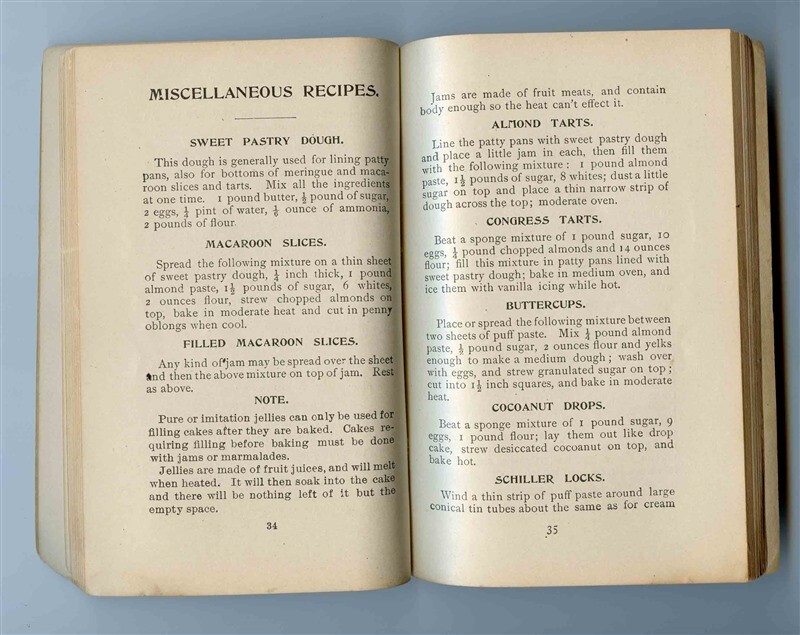 MISCELLANEOUS RECIPES.
SWEET PASTRY DOUGH.
This dough is generally used for lining patty
pans, also for bottoms of meringue and maca-
roon slices and tarts. Mix all the ingredients
at one time. 1 pound butter, ½ pound of sugar,
2 eggs, ¼ pint of water, ⅙ ounce of ammonia,
2 pounds of flour.
MACAROON SLICES.
Spread the following mixture on a thin sheet
of sweet pastry dough, ¼ inch thick, 1 pound
almond paste, 1½ pounds of sugar, 6 whites,
2 ounces flour, strew chopped almonds on
top, bake in moderate heat and cut in penny
oblongs when cool.
FILLED MACAROON SLICES.
Any kind of jam may be spread over the sheet
and then the above mixture on top of jam. Rest
as above.
NOTE.
Pure or imitation jellies can only be used for
filling cakes after they are baked. Cakes re-
quiring filling before baking must be done
with jams or marmalades.
Jellies are made of fruit juices, and will melt
when heated. It will then soak into the cake
and there will be nothing left of it but the
empty space.
34
Jams are made of fruit meats, and contain
body enough so the heat can't effect it.
ALMOND TARTS.
Line the patty pans with sweet pastry dough
and place a little jam in each, then fill them
with the following mixture: 1 pound almond
paste, 1½ pounds of sugar, 8 whites; dust a little
sugar on top and place a thin narrow strip of
dough across the top; moderate oven.
CONGRESS TARTS.
Beat a sponge mixture of 1 pound sugar, 10
eggs, ¼ pound chopped almonds and 14 ounces
flour; fill this mixture in patty pans lined with
sweet pastry dough; bake in medium oven, and
ice them with vanilla icing while hot.
BUTTERCUPS.
Place or spread the following mixture between
two sheets of puff paste. Mix ¼ pound almond
paste, ½ pound sugar, 2 ounces flour and yelks
enough to make a medium dough; wash over
with eggs, and strew granulated sugar on top;
cut into 1½ inch squares, and bake in moderate
heat.
COCOANUT DROPS.
Beat a sponge mixture of 1 pound sugar, 9
eggs, 1 pound flour; lay them out like drop
cake, strew desiccated cocoanut on top, and
bake hot.
SCHILLER LOCKS.
Wind a thin strip of puff paste around large
conical tin tubes about the same as for cream
35